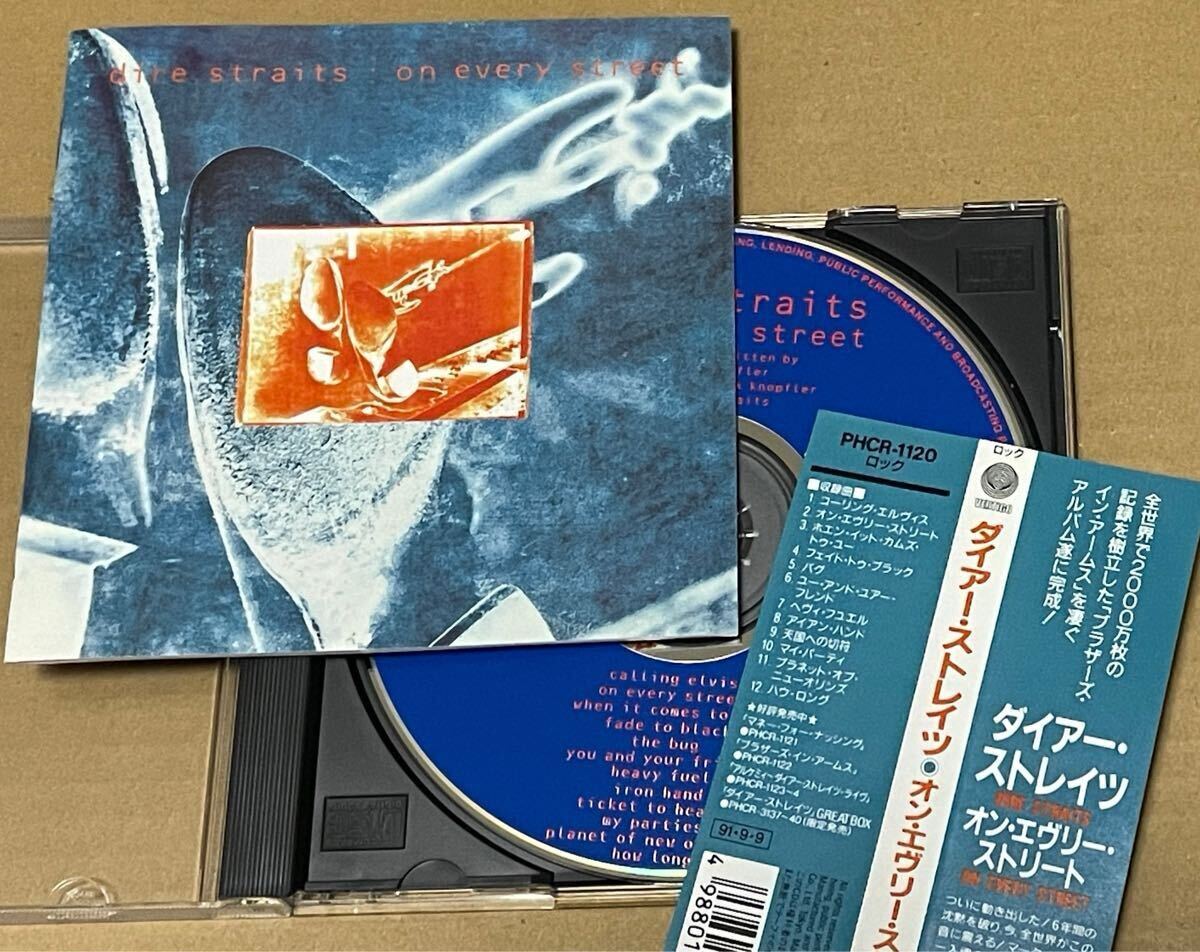 dire straits on every street
ING, LENDING, PUBLIC PERFORMANCE AND BROADCASTING
traits
street
itten by
fler
knopfler
aits
calling elvis
on every stree
when it comes to
fade to black
the bug
you and your fr
heavy fuel
iron hand
ticket to hea
my parties
planet of new o
how long
PHCR-1120
ロック
■収録曲■
1 コーリング・エルヴィス
2 オン・エヴリー・ストリート
3 ホエン・イット・カムズ・
トゥ・ユー
4 フェイド・トゥ・ブラック
5 バグ
6 ユー・アンド・ユアー・
フレンド
7 ヘヴィ・フュエル
8 アイアン・ハンド
9 天国への切符
10 マイ・パーティ
11 プラネット・オブ・
ニューオリンズ
12 ハウ・ロング
★好評発売中★
「マネー・フォー・ナッシング」
●PHCR-1121
「ブラザーズ・イン・アームス」
●PHCR-1122
「アルケミィ~ダイアー・ストレイツ・ライヴ」
●PHCR-1123~4
「ダイアー・ストレイツ」GREAT BOX
●PHCR-3137~40(限定発売)
91・9・9
4 98801
ロック
VERTIGO
ダイアー・ストレイツ●オン・エヴリー・ス
全世界で2000万枚の
記録を樹立した「ブラザーズ・
イン・アームス」を凌ぐ
アルバム遂に完成!
ダイアー・
ストレイツ
DIRE STRAITS
オン・エヴリー・
ストリート
ON EVERY STREET
ついに動き出した!6年間の
沈黙を破り、今、全世界がこの
音に震える!